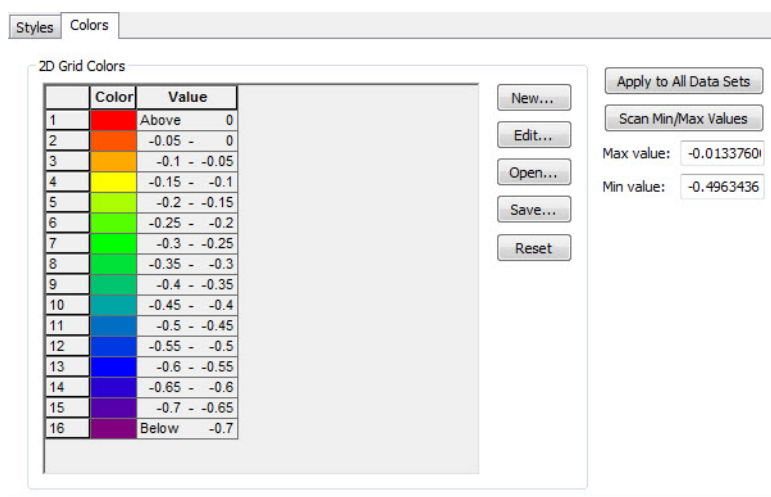 Styles Colors
2D Grid Colors
Color Value
1 Above 0
2 -0.05 - 0
3 -0.1 - -0.05
4 -0.15 - -0.1
5 -0.2 - -0.15
6 -0.25 - -0.2
7 -0.3 - -0.25
8 -0.35 - -0.3
9 -0.4 - -0.35
10 -0.45 - -0.4
11 -0.5 - -0.45
12 -0.55 - -0.5
13 -0.6 - -0.55
14 -0.65 - -0.6
15 -0.7 - -0.65
16 Below -0.7
New...
Edit...
Open...
Save...
Reset
Apply to All Data Sets
Scan Min/Max Values
Max value: -0.0133760
Min value: -0.4963436